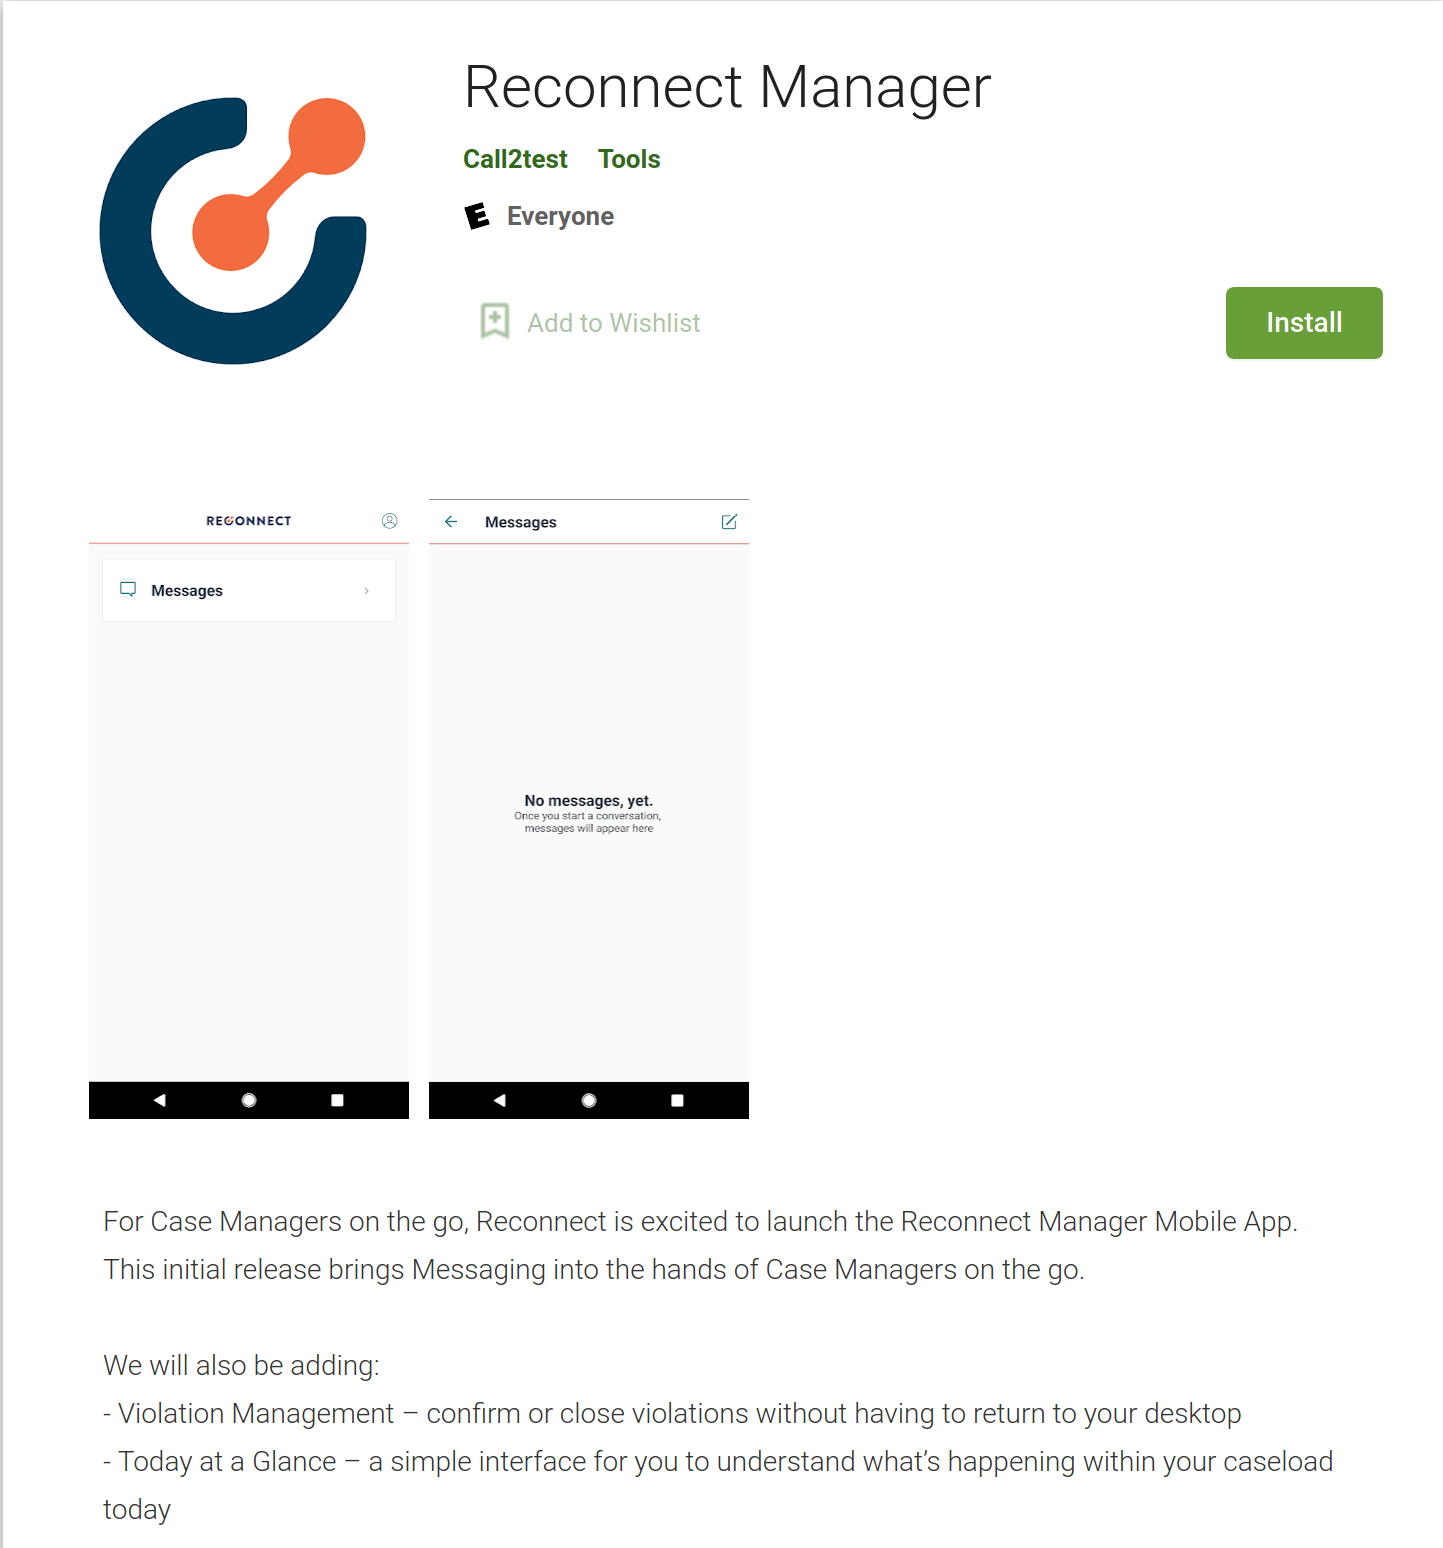 Reconnect Manager
Call2test Tools
E Everyone
Add to Wishlist
Install
RECONNECT
Messages
Messages
No messages, yet.
Once you start a conversation,
messages will appear here
For Case Managers on the go, Reconnect is excited to launch the Reconnect Manager Mobile App.
This initial release brings Messaging into the hands of Case Managers on the go.
We will also be adding:
- Violation Management – confirm or close violations without having to return to your desktop
- Today at a Glance – a simple interface for you to understand what’s happening within your caseload
today